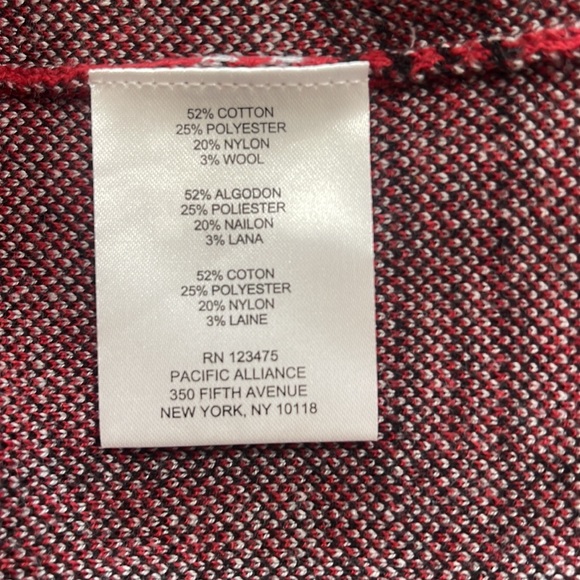 52% COTTON
25% POLYESTER
20% NYLON
3% WOOL
52% ALGODON
25% POLIESTER
20% NAILON
3% LANA
52% COTON
25% POLYESTER
20% NYLON
3% LAINE
RN 123475
PACIFIC ALLIANCE
350 FIFTH AVENUE
NEW YORK, NY 10118